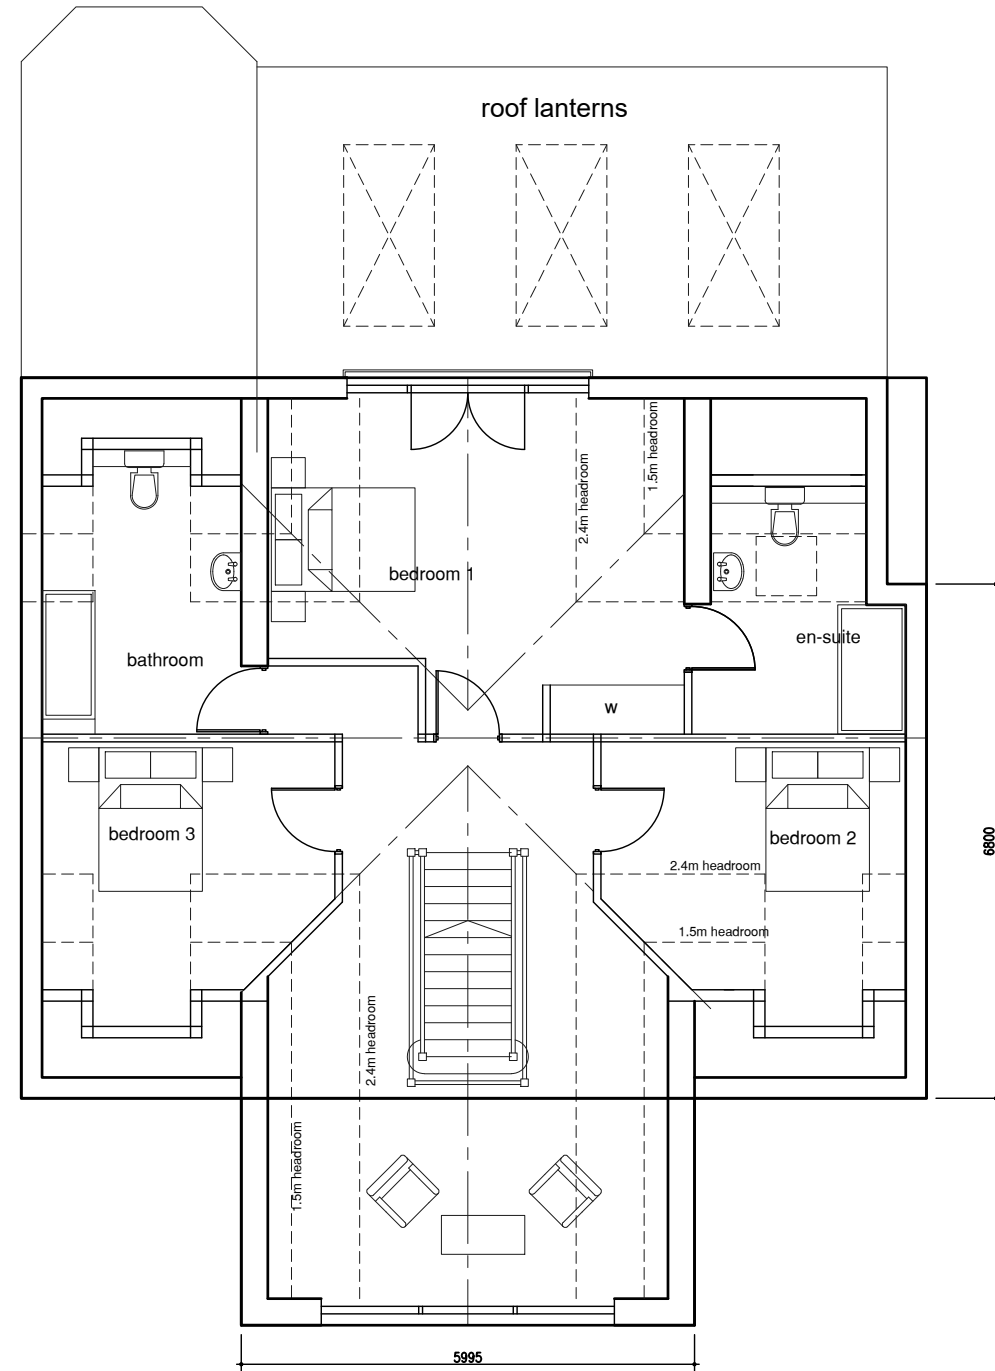 roof lanterns
1.5m headroom
2.4m headroom
bedroom 1
en-suite
bathroom
W
bedroom 3
bedroom 2
6800
2.4m headroom
1.5m headroom
2.4m headroom
1.5m headroom
5995